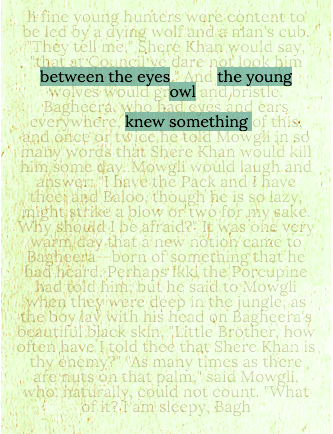 If fine young hunters were content to
be led by a dying wolf and a man's cub.
"They tell me," Shere Khan would say,
"that at Council ye dare not look him
between the eyes" and the young
wolves would growl and bristle.
Bagheera, who had eyes and ears
everywhere, knew something of this,
and once or twice he told Mowgli in so
many words that Shere Khan would kill
him some day. Mowgli would laugh and
answer: "I have the Pack and I have
thee; and Baloo, though he is so lazy,
might strike a blow or two for my sake.
Why should I be afraid?" It was one very
warm day that a new notion came to
Bagheera—born of something that he
had heard. Perhaps Ikki the Porcupine
had told him; but he said to Mowgli
when they were deep in the jungle, as
the boy lay with his head on Bagheera's
beautiful black skin, "Little Brother, how
often have I told thee that Shere Khan is
thy enemy?" "As many times as there
are nuts on that palm," said Mowgli,
who, naturally, could not count. "What
of it? I am sleepy, Bagh